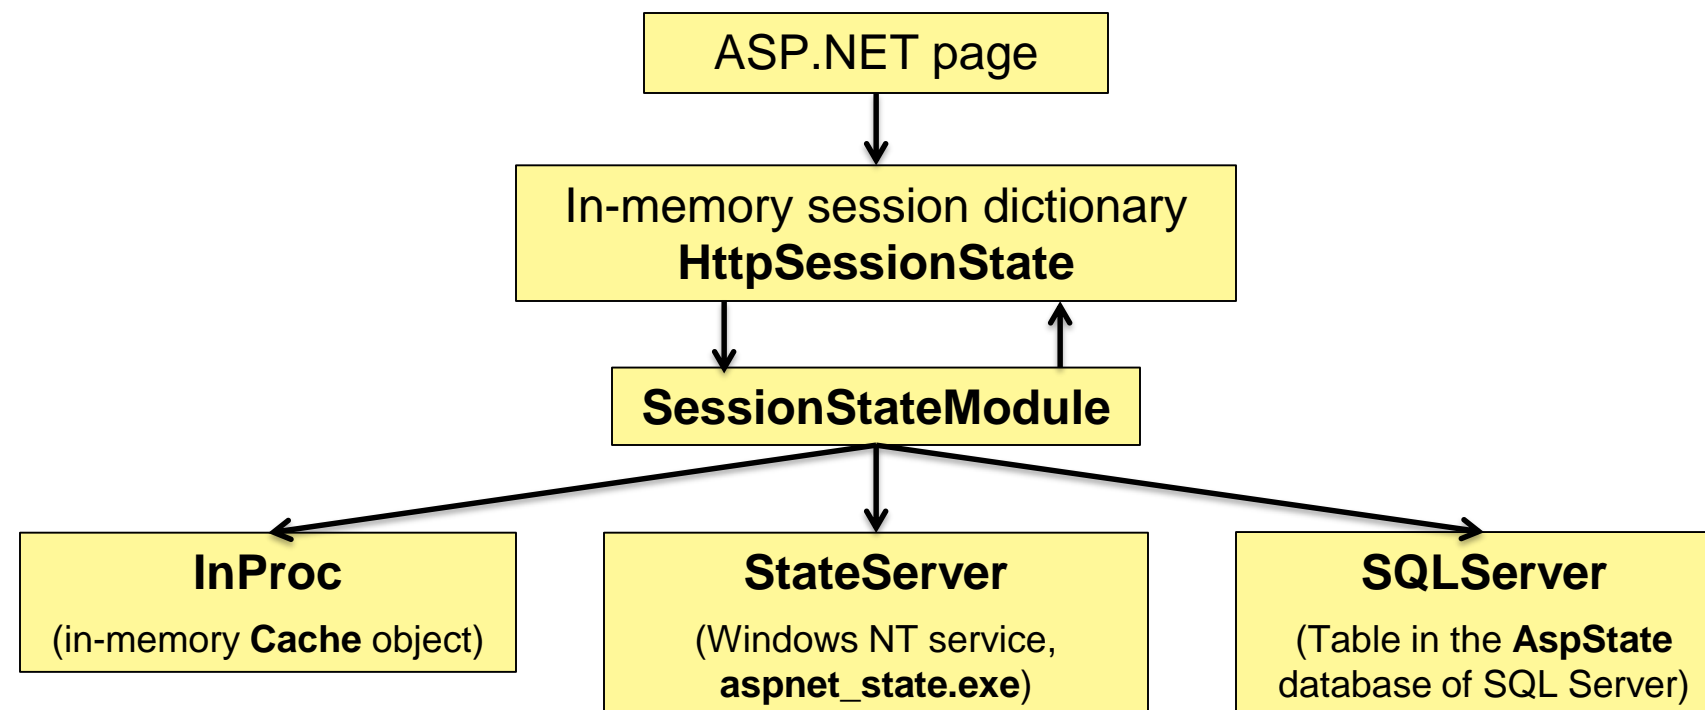 ASP.NET page
In-memory session dictionary
HttpSessionState
SessionStateModule
InProc
(in-memory Cache object)
StateServer
(Windows NT service,
aspnet_state.exe)
SQLServer
(Table in the AspState
database of SQL Server)